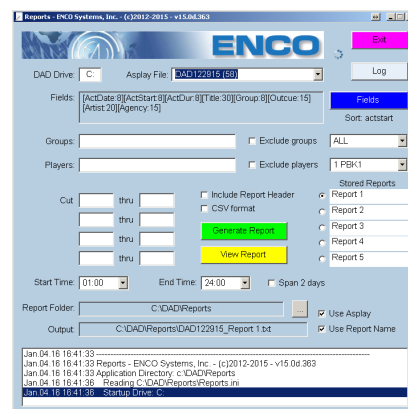 Reports - ENCO Systems, Inc. - (c)2012-2015 - v15.0d.363
ENCO
Exit
DAD Drive: C: Asplay File: DAD122915 (58)
Log
Fields: [ActDate:8][ActStart:8][ActDur:8][Title:30][Group:8][Outcue:15]
[Artist:20][Agency:15]
Fields
Sort: actstart
Groups: Exclude groups ALL
Players: Exclude players 1 PBK1
Stored Reports
Cut thru Include Report Header Report 1
thru CSV format Report 2
thru Generate Report Report 3
Report 4
thru View Report Report 5
Start Time: 01:00 End Time: 24:00 Span 2 days
Report Folder: C:\DAD\Reports ... Use Asplay
Output: C:\DAD\Reports\DAD122915_Report 1.txt Use Report Name
Jan.04.16 16:41:33 ----------------------------------------------------------------
Jan.04.16 16:41:33 Reports - ENCO Systems, Inc. - (c)2012-2015 - v15.0d.363
Jan.04.16 16:41:33 Application Directory: c:\DAD\Reports
Jan.04.16 16:41:36 Reading C:\DAD\Reports\Reports.ini
Jan.04.16 16:41:36 Startup Drive: C: